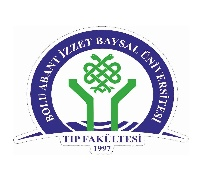 BOLU ABANT İZZET BAYSAL ÜNİVERSİTESİ
TIP FAKÜLTESİ
1997